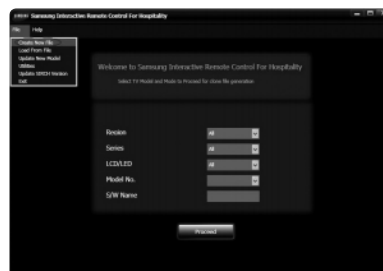 Samsung Interactive Remote Control For Hospitality
File Help
Create New File
Load From File
Update New Model
Utilities
Update SIRCH Version
Exit
Welcome to Samsung Interactive Remote Control For Hospitality
Select TV Model and Mode to Proceed for clone file generation
Region All
Series All
LCD/LED All
Model No.
S/W Name
Proceed